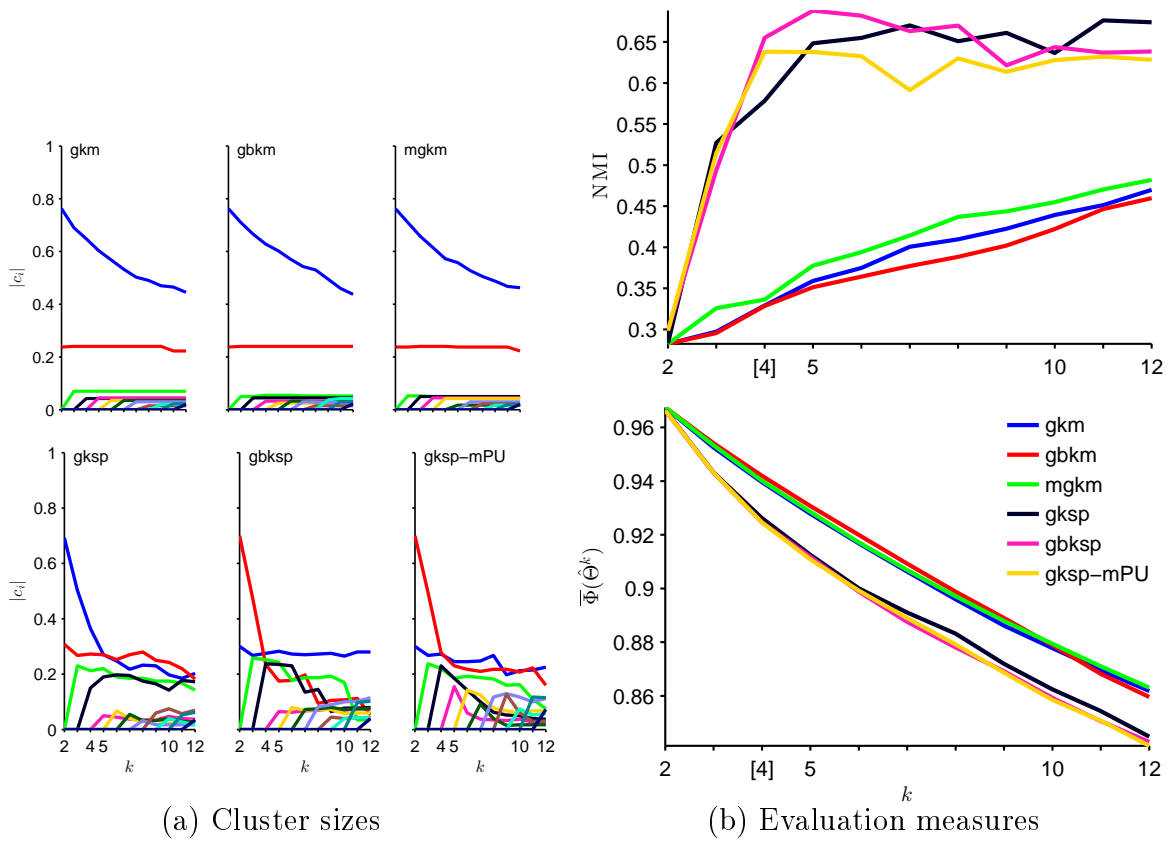 gkm
gbkm
mgkm
1
0.8
0.6
0.4
0.2
0
|c_i|
gksp
gbksp
gksp−mPU
1
0.8
0.6
0.4
0.2
0
|c_i|
2 4 5 10 12
2 4 5 10 12
2 4 5 10 12
k
k
k
(a) Cluster sizes
0.65
0.6
0.55
0.5
0.45
0.4
0.35
0.3
NMI
2 [4] 5 10 12
0.96
0.94
0.92
0.9
0.88
0.86
Φ̅(Θ̂^k)
gkm
gbkm
mgkm
gksp
gbksp
gksp−mPU
2 [4] 5 10 12
k
(b) Evaluation measures